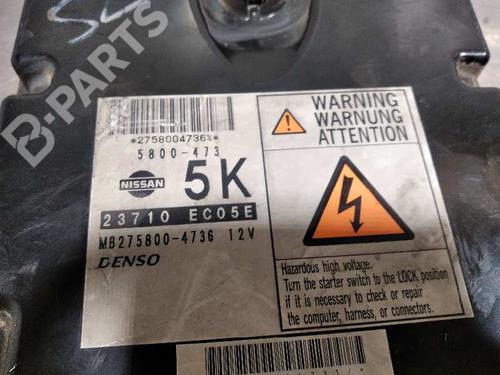 B-PARTS
*2758004736%*
5800-473
NISSAN
5K
23710 EC05E
MB275800-4736 12V
DENSO
WARNING
WARNUNG
ATTENTION
Hazardous high voltage.
Turn the starter switch to the LOCK position
if it is necessary to check or repair
the computer, harness, or connectors.